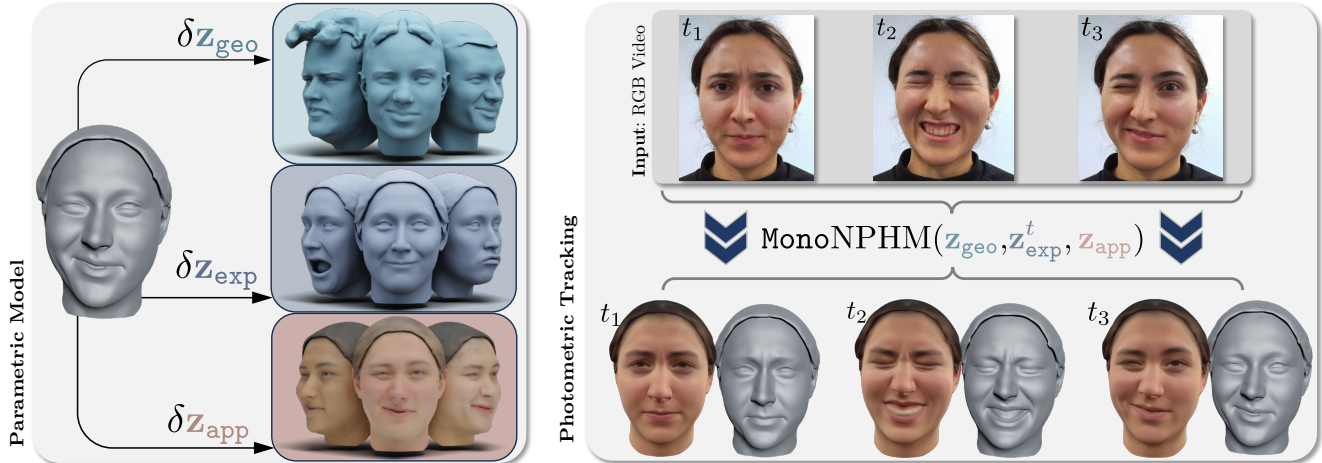 Parametric Model
δz_geo
δz_exp
δz_app
Photometric Tracking
Input: RGB Video
t_1
t_2
t_3
MonoNPHM(z_geo,z^t_exp,z_app)
t_1
t_2
t_3